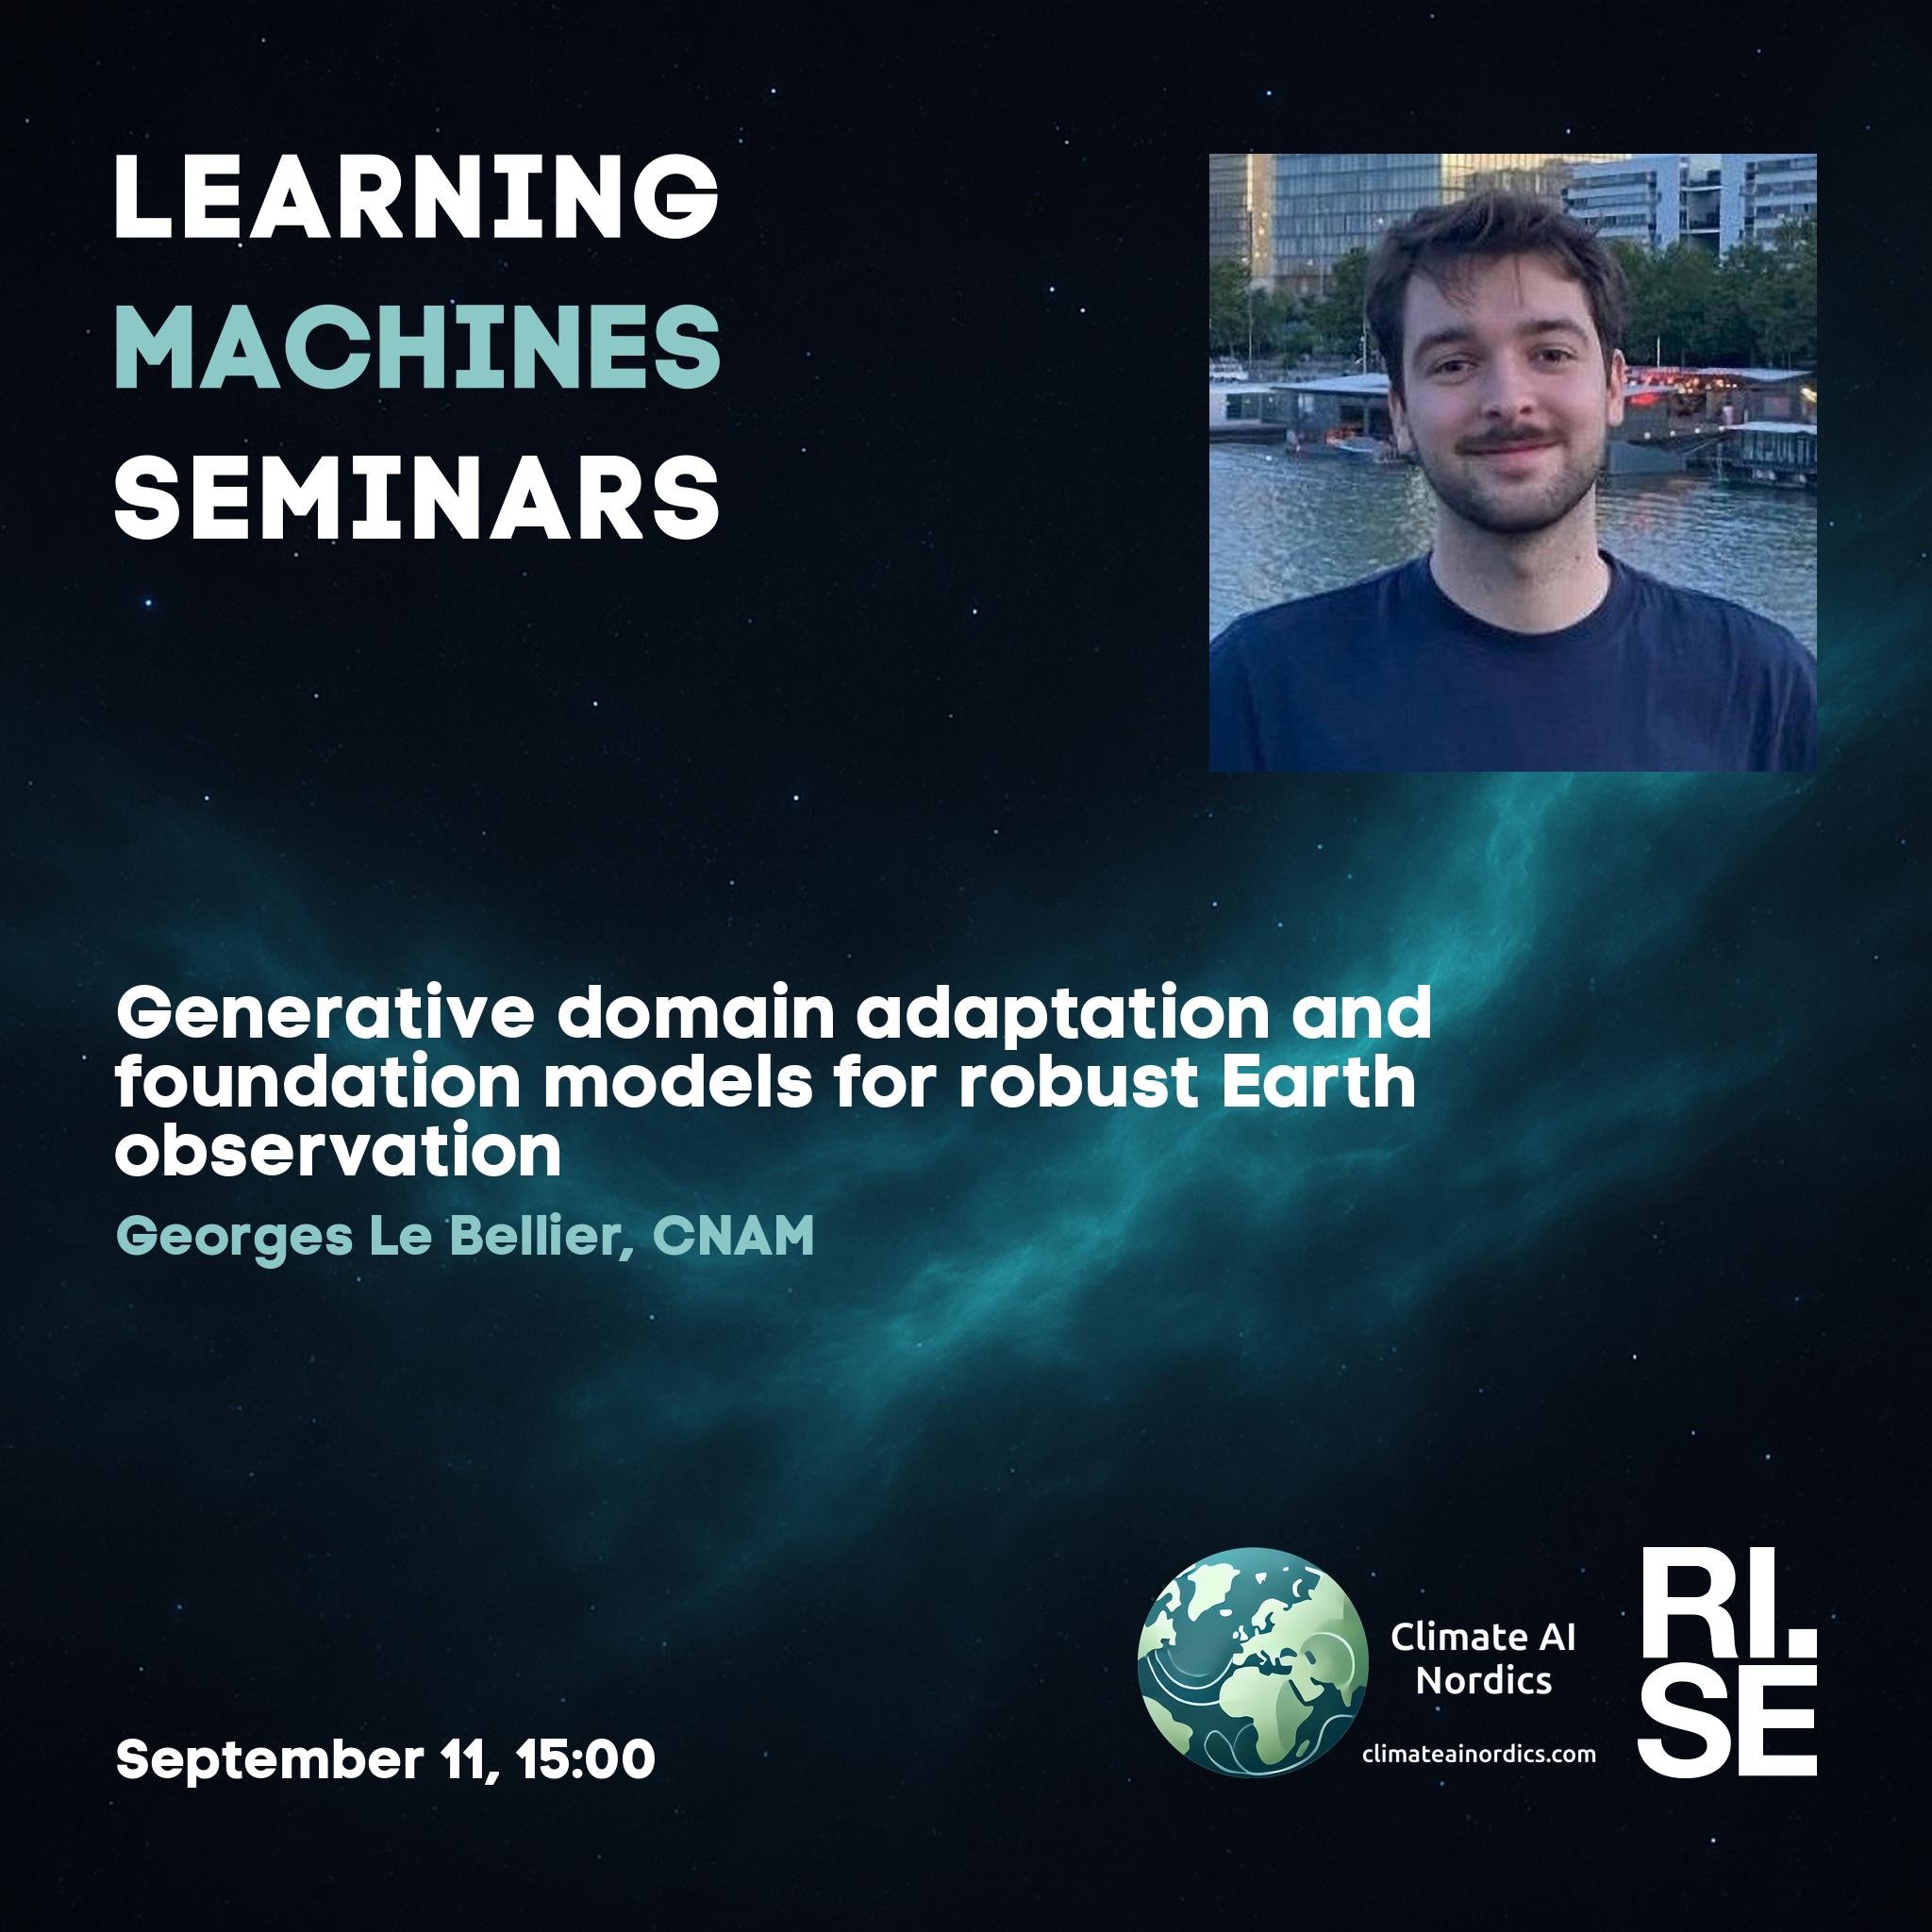 LEARNING
MACHINES
SEMINARS
Generative domain adaptation and
foundation models for robust Earth
observation
Georges Le Bellier, CNAM
September 11, 15:00
Climate AI
Nordics
climateainordics.com
RI.
SE